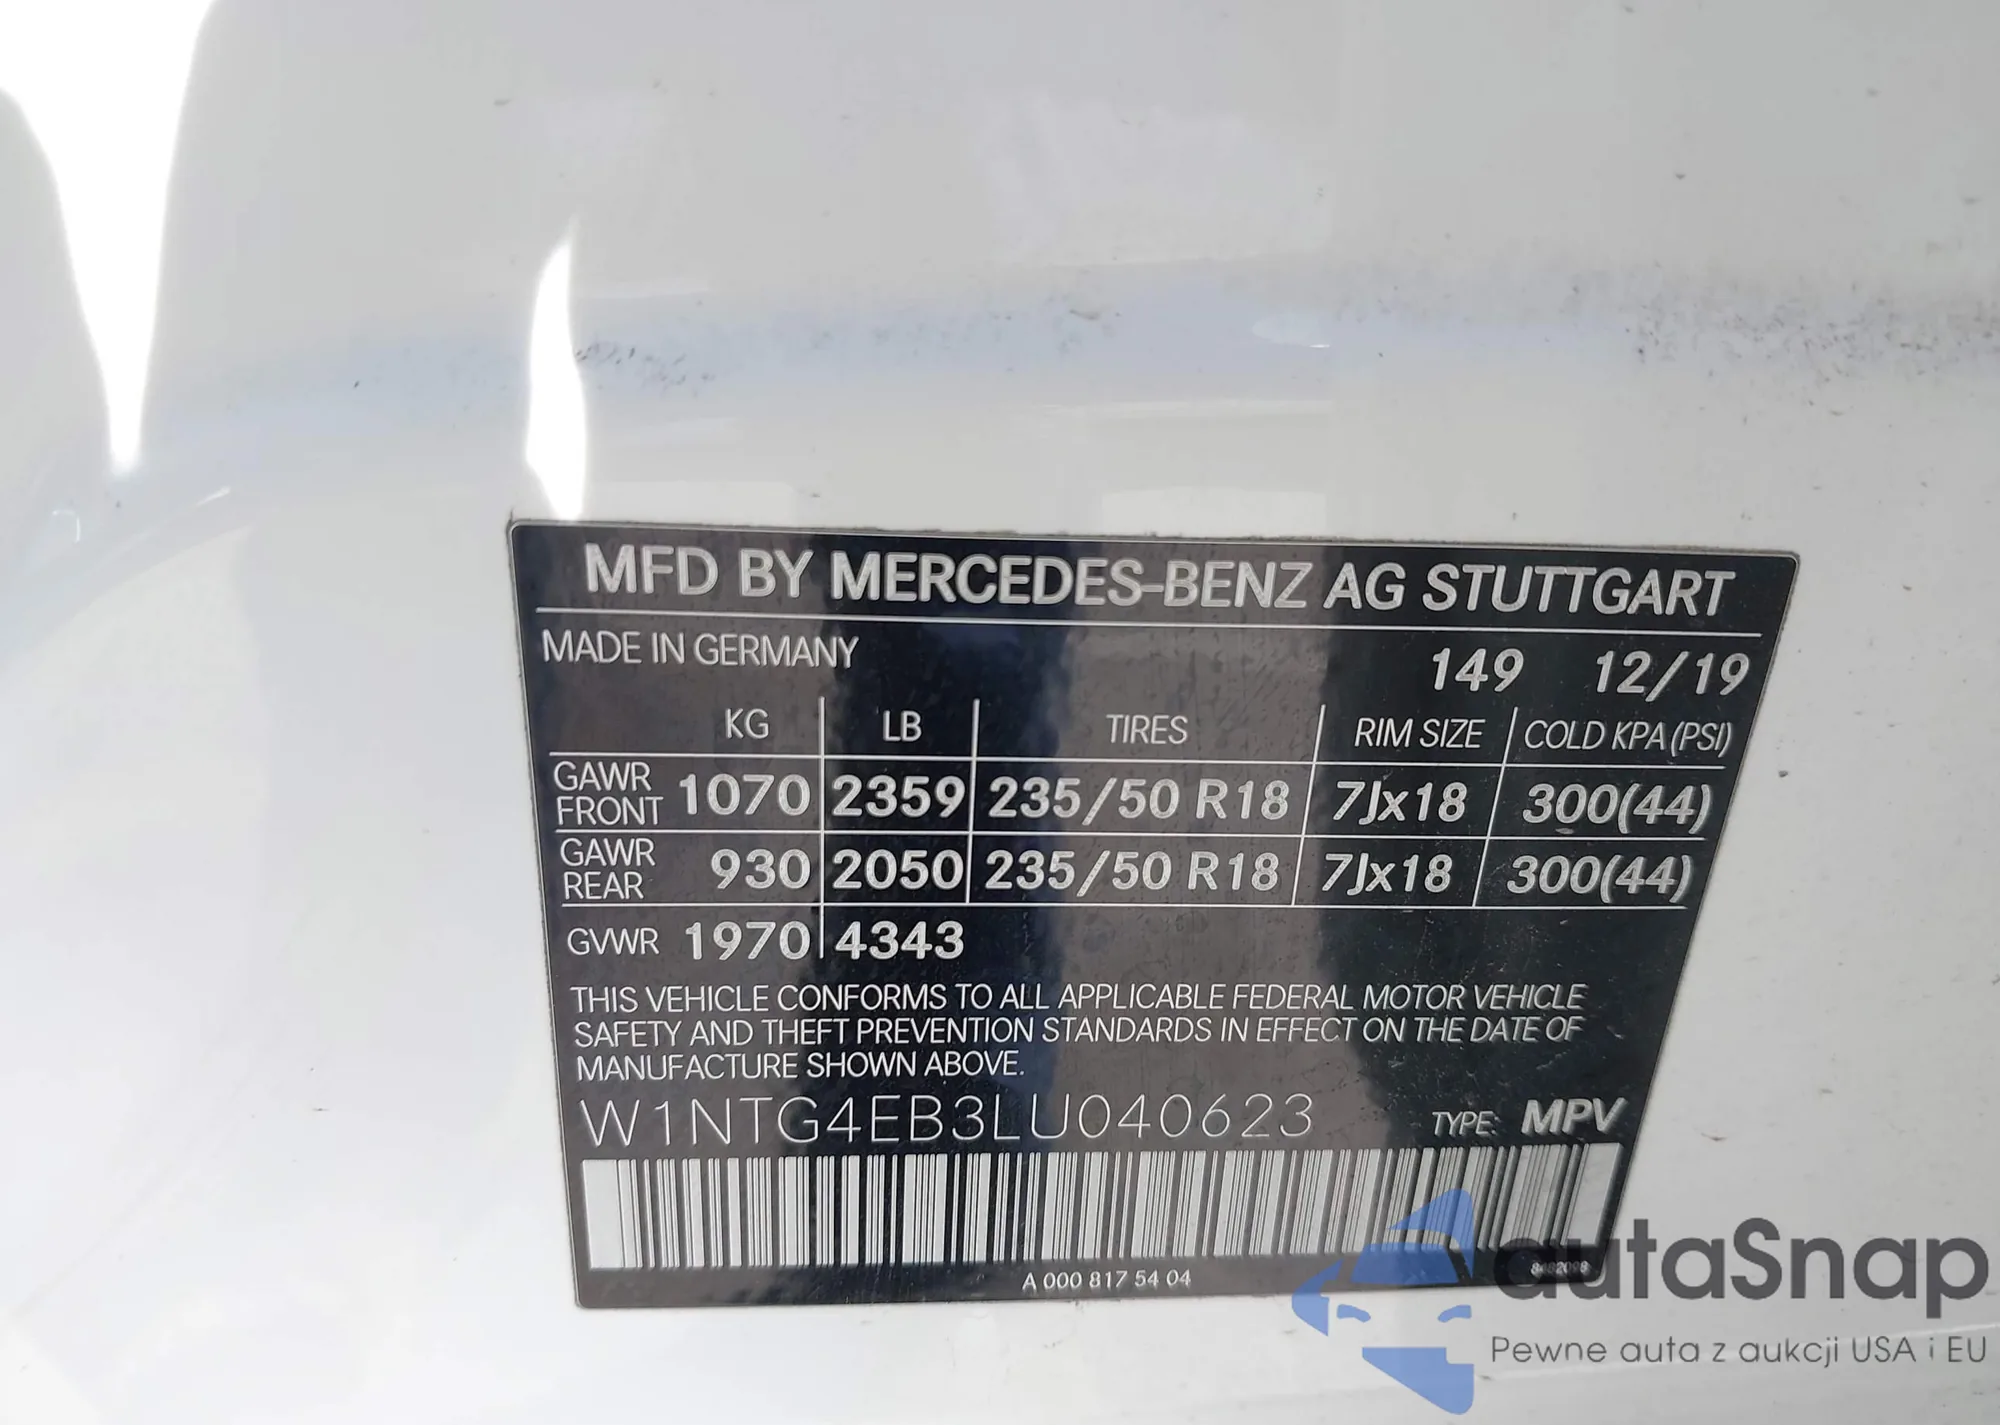 MFD BY MERCEDES-BENZ AG STUTTGART
MADE IN GERMANY
149 12/19
KG LB TIRES RIM SIZE COLD KPA (PSI)
GAWR FRONT 1070 2359 235/50 R18 7Jx18 300(44)
GAWR REAR 930 2050 235/50 R18 7Jx18 300(44)
GVWR 1970 4343
THIS VEHICLE CONFORMS TO ALL APPLICABLE FEDERAL MOTOR VEHICLE
SAFETY AND THEFT PREVENTION STANDARDS IN EFFECT ON THE DATE OF
MANUFACTURE SHOWN ABOVE.
W1NTG4EB3LU040623 TYPE: MPV
A 000 817 54 04
autaSnap
Pewne auta z aukcji USA i EU